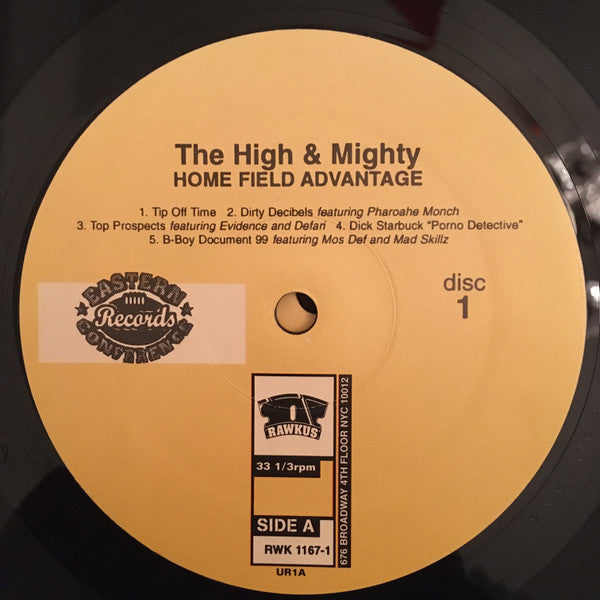 The High & Mighty
HOME FIELD ADVANTAGE
1. Tip Off Time 2. Dirty Decibels featuring Pharoahe Monch
3. Top Prospects featuring Evidence and Defari 4. Dick Starbuck "Porno Detective"
5. B-Boy Document 99 featuring Mos Def and Mad Skillz
EASTERN
Records
CONFERENCE
disc
1
RAWKUS
33 1/3rpm
SIDE A
RWK 1167-1
676 BROADWAY 4TH FLOOR NYC 10012
UR1A